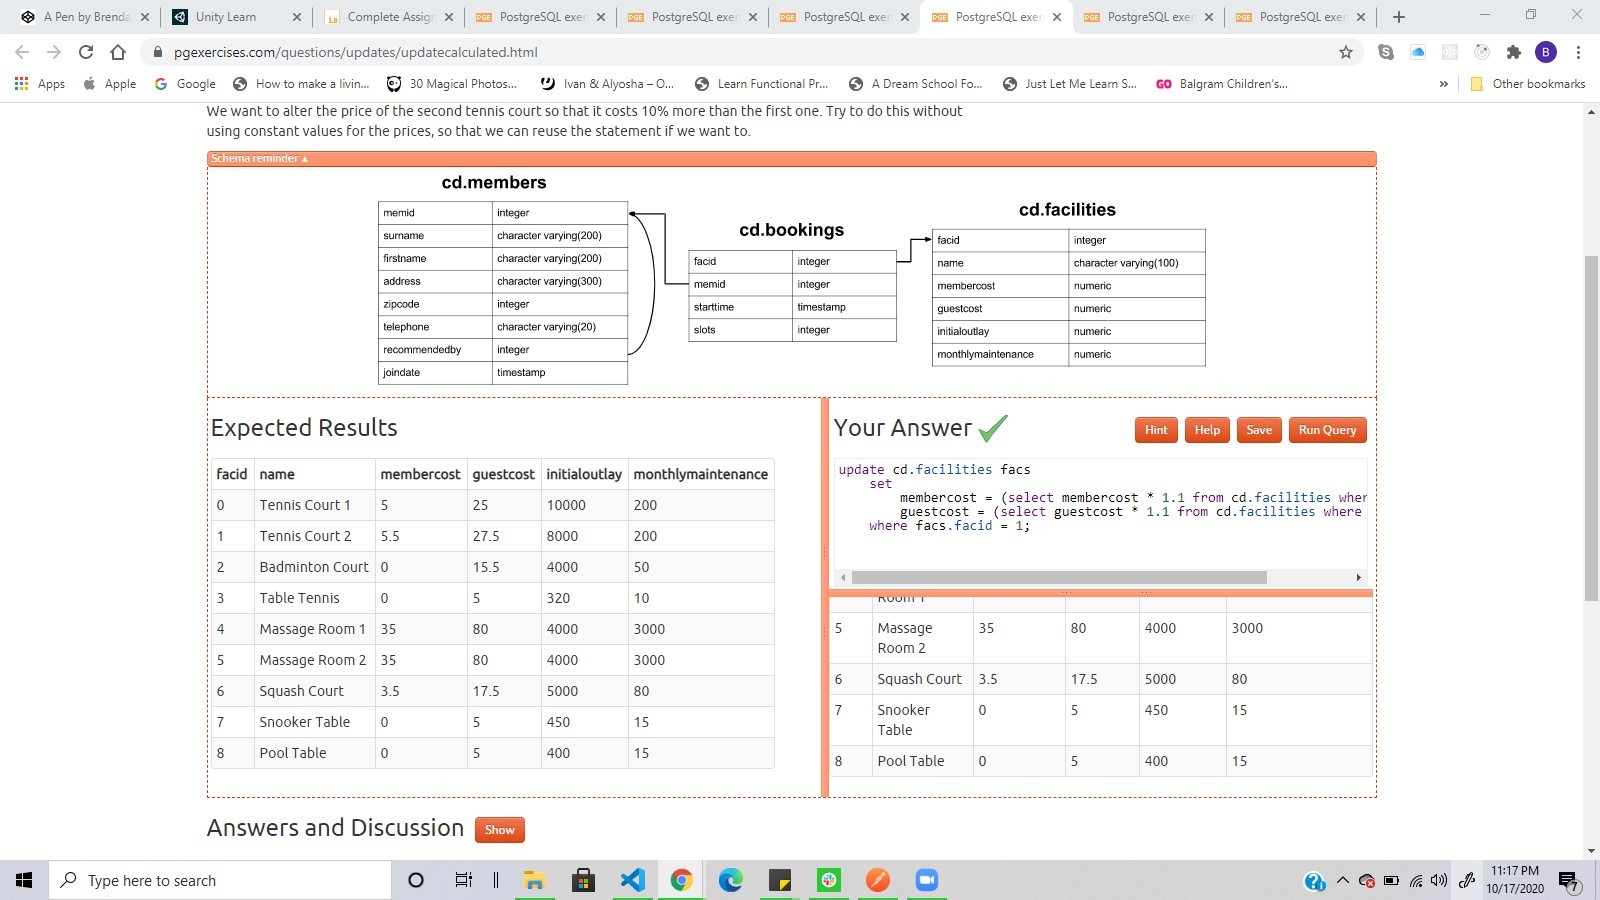 A Pen by Brenda
Unity Learn
Complete Assig
PGE PostgreSQL exer
PGE PostgreSQL exer
PGE PostgreSQL exer
PGE PostgreSQL exer
PGE PostgreSQL exer
PGE PostgreSQL exer
pgexercises.com/questions/updates/updatecalculated.html
B
Apps
Apple
Google
How to make a livin...
30 Magical Photos...
Ivan & Alyosha – O...
Learn Functional Pr...
A Dream School Fo...
Just Let Me Learn S...
GO Balgram Children's...
»
Other bookmarks
We want to alter the price of the second tennis court so that it costs 10% more than the first one. Try to do this without
using constant values for the prices, so that we can reuse the statement if we want to.
Schema reminder ▲
cd.members
memid integer
surname character varying(200)
firstname character varying(200)
address character varying(300)
zipcode integer
telephone character varying(20)
recommendedby integer
joindate timestamp
cd.bookings
facid integer
memid integer
starttime timestamp
slots integer
cd.facilities
facid integer
name character varying(100)
membercost numeric
guestcost numeric
initialoutlay numeric
monthlymaintenance numeric
Expected Results
facid name membercost guestcost initialoutlay monthlymaintenance
0 Tennis Court 1 5 25 10000 200
1 Tennis Court 2 5.5 27.5 8000 200
2 Badminton Court 0 15.5 4000 50
3 Table Tennis 0 5 320 10
4 Massage Room 1 35 80 4000 3000
5 Massage Room 2 35 80 4000 3000
6 Squash Court 3.5 17.5 5000 80
7 Snooker Table 0 5 450 15
8 Pool Table 0 5 400 15
Your Answer
Hint Help Save Run Query
update cd.facilities facs
set
membercost = (select membercost * 1.1 from cd.facilities wher
guestcost = (select guestcost * 1.1 from cd.facilities where
where facs.facid = 1;
Room 1
5 Massage 35 80 4000 3000
Room 2
6 Squash Court 3.5 17.5 5000 80
7 Snooker 0 5 450 15
Table
8 Pool Table 0 5 400 15
Answers and Discussion Show
Type here to search
11:17 PM
10/17/2020
7